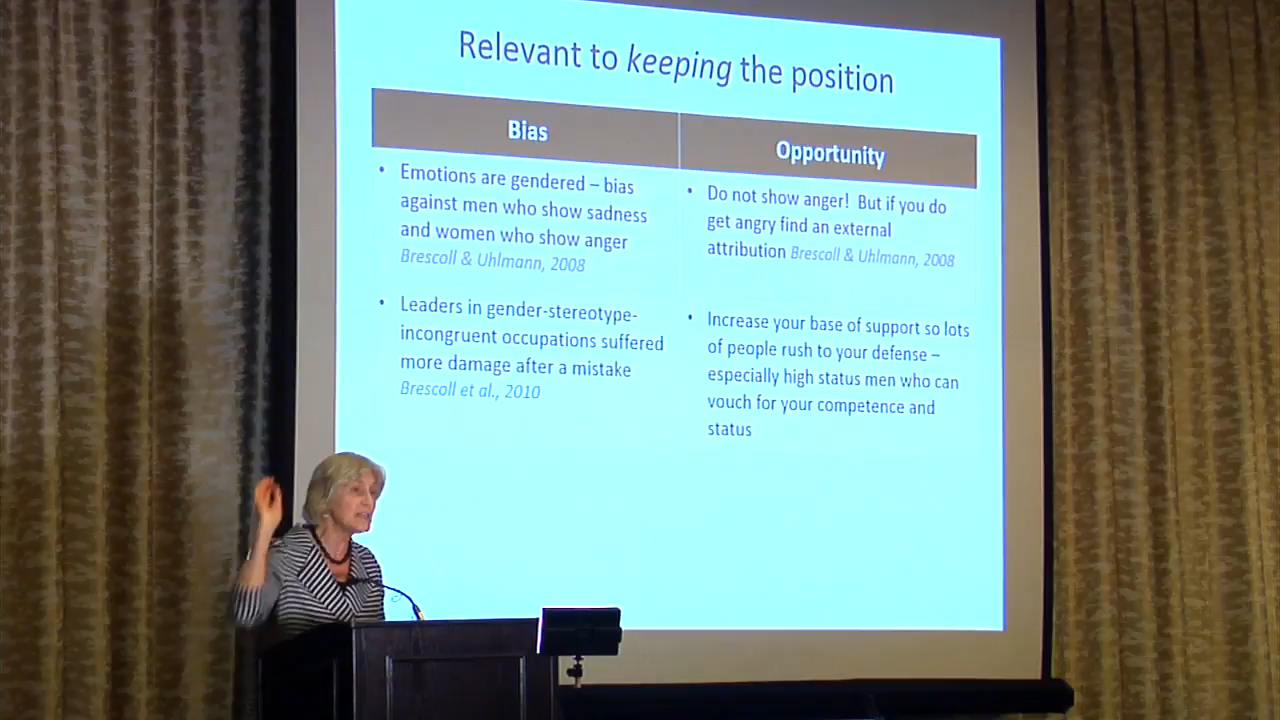 Relevant to keeping the position
Bias
Opportunity
• Emotions are gendered – bias
against men who show sadness
and women who show anger
Brescoll & Uhlmann, 2008
• Do not show anger!  But if you do
get angry find an external
attribution Brescoll & Uhlmann, 2008
• Leaders in gender-stereotype-
incongruent occupations suffered
more damage after a mistake
Brescoll et al., 2010
• Increase your base of support so lots
of people rush to your defense –
especially high status men who can
vouch for your competence and
status